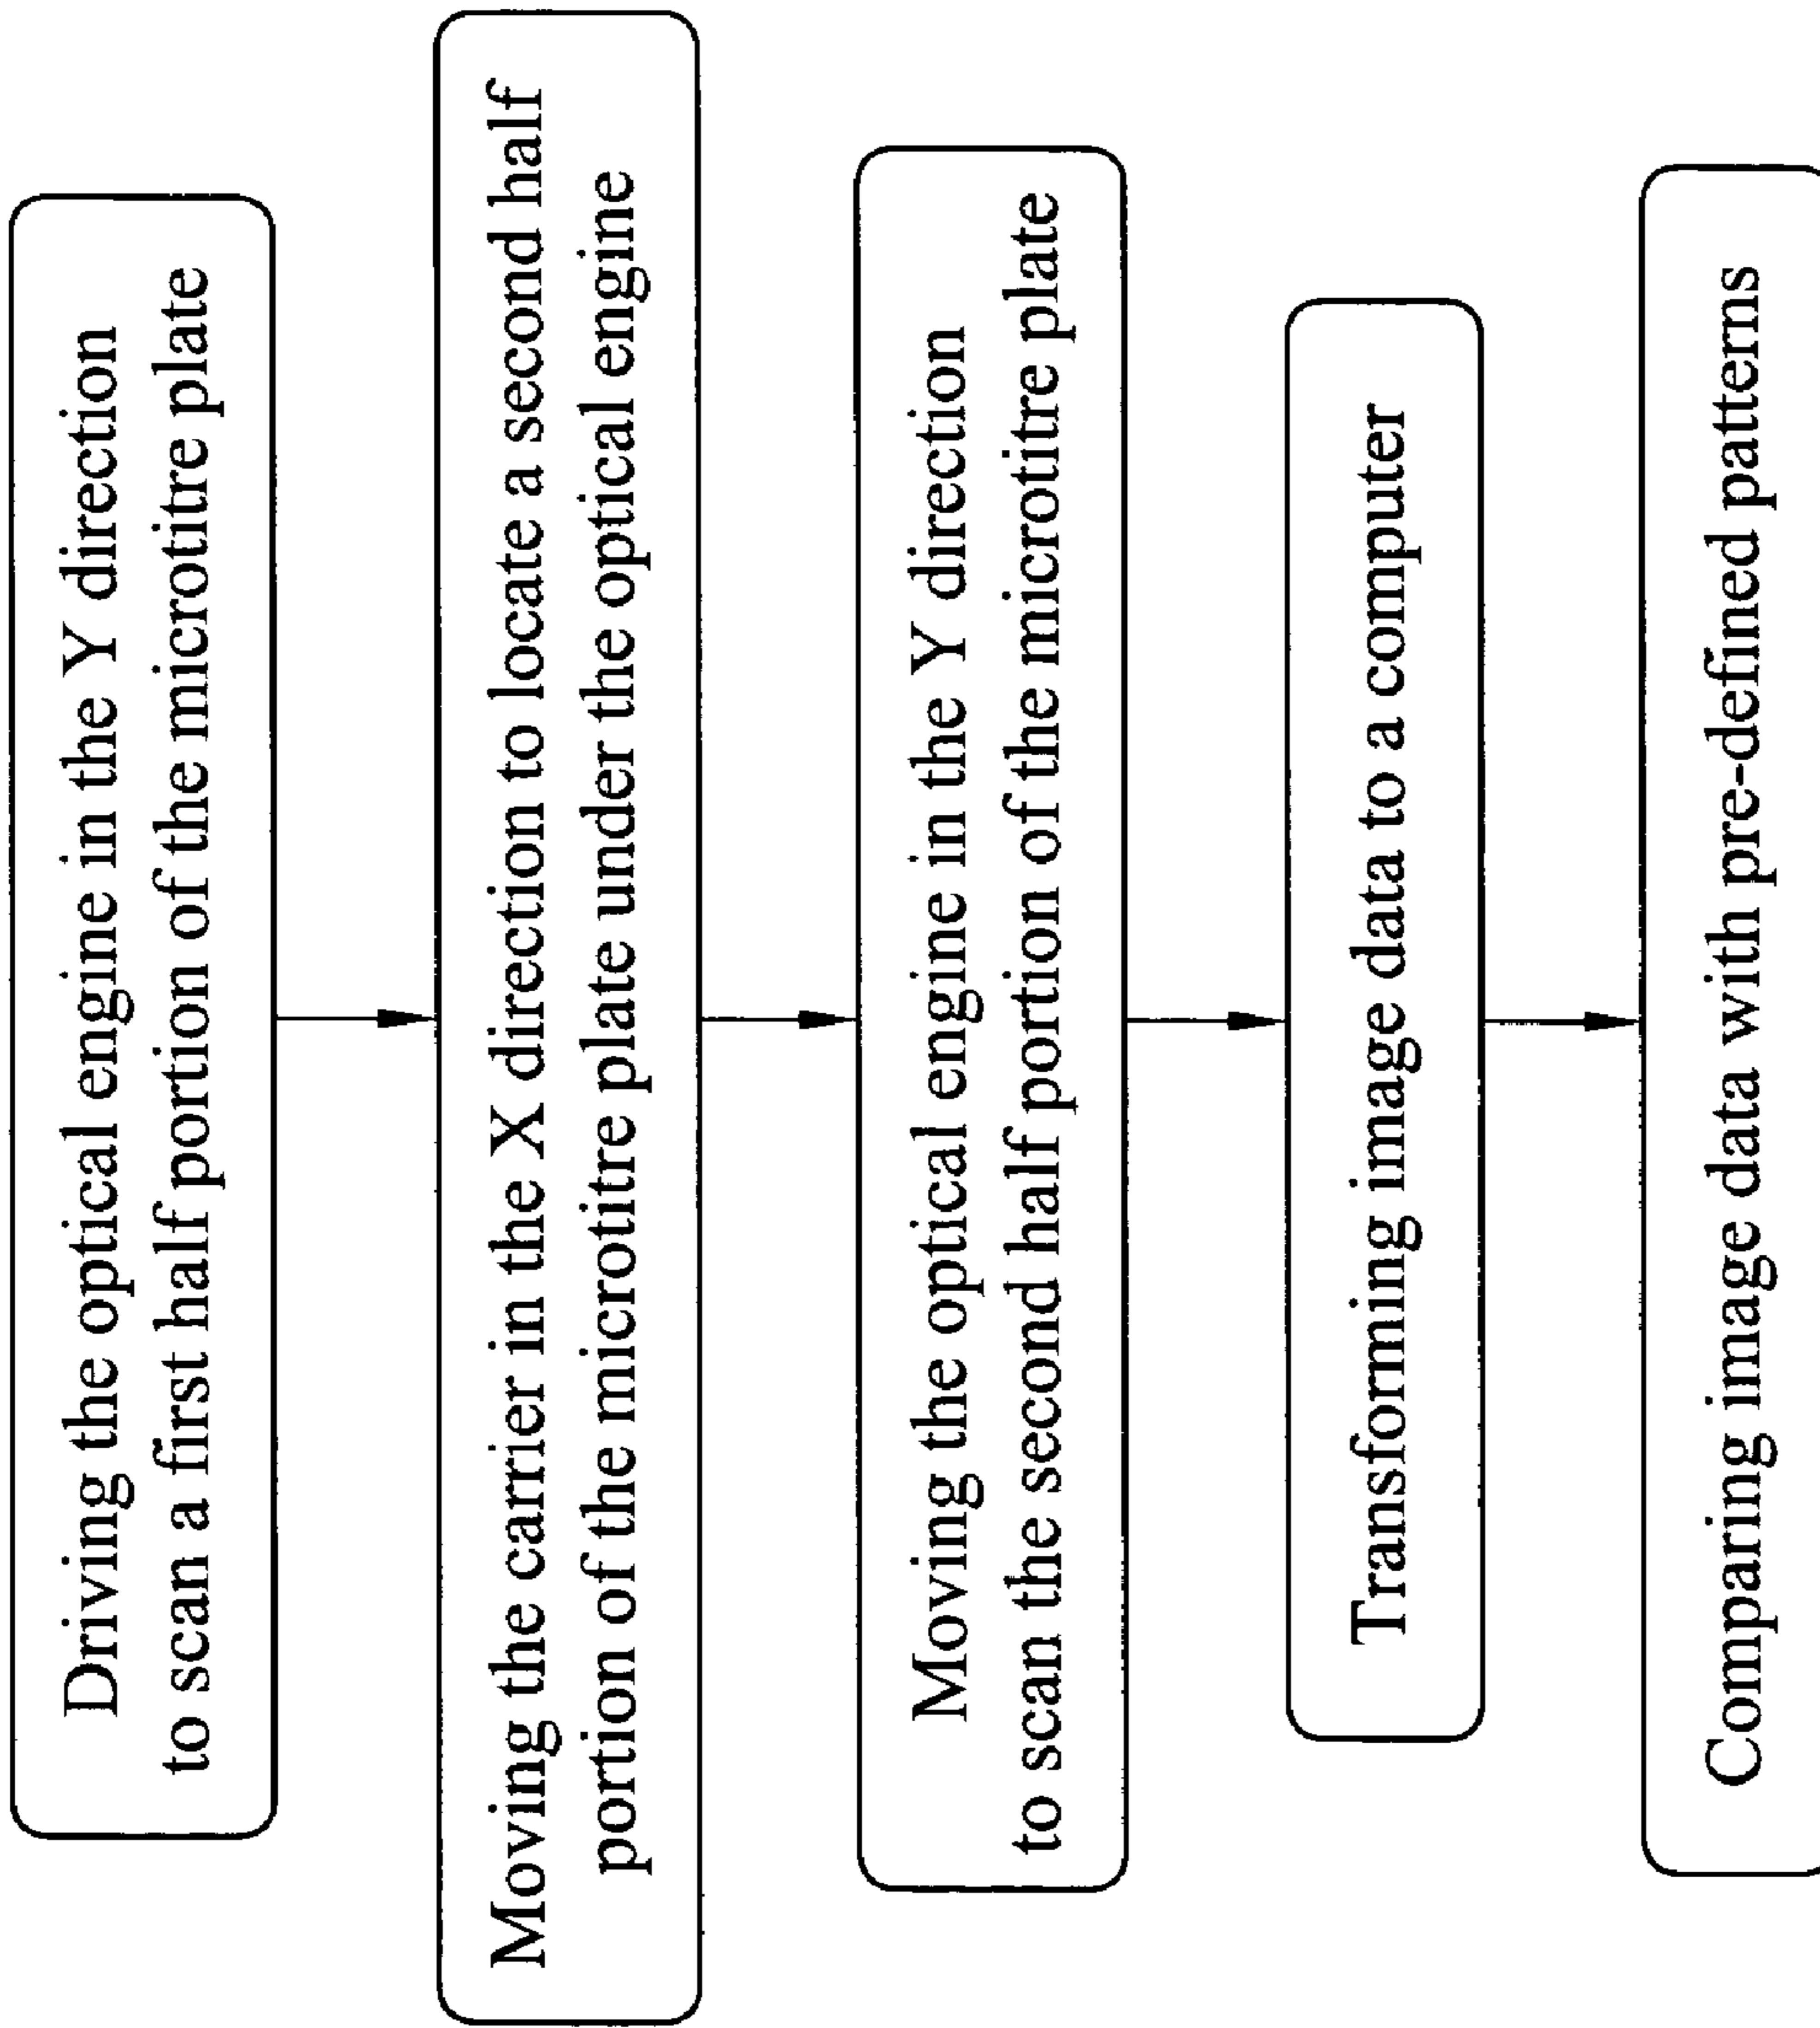 Driving the optical engine in the Y direction
to scan a first half portion of the microtitre plate
Moving the carrier in the X direction to locate a second half
portion of the microtitre plate under the optical engine
Moving the optical engine in the Y direction
to scan the second half portion of the microtitre plate
Transforming image data to a computer
Comparing image data with pre-defined patterns